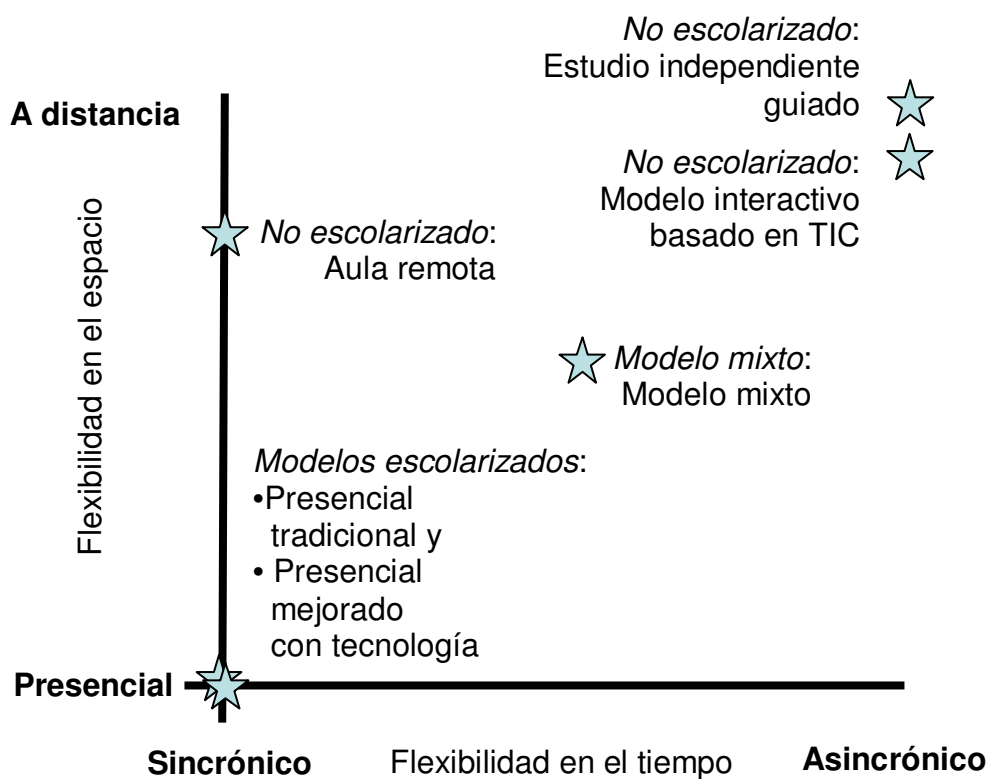 No escolarizado:
Estudio independiente
guiado
A distancia
No escolarizado:
Modelo interactivo
basado en TIC
Flexibilidad en el espacio
No escolarizado:
Aula remota
Modelo mixto:
Modelo mixto
Modelos escolarizados:
•Presencial
tradicional y
• Presencial
mejorado
con tecnología
Presencial
Sincrónico
Flexibilidad en el tiempo
Asincrónico